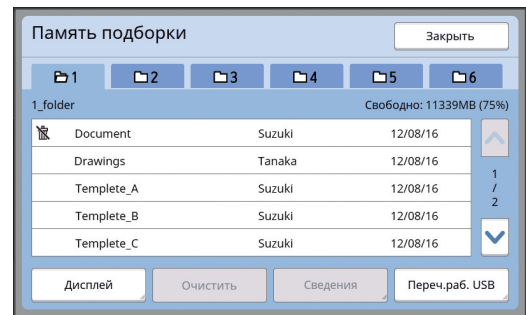 Память подборки
Закрыть
1 2 3 4 5 6
1_folder Свободно: 11339MB (75%)
Document Suzuki 12/08/16
Drawings Tanaka 12/08/16
Templete_A Suzuki 12/08/16
Templete_B Suzuki 12/08/16
Templete_C Suzuki 12/08/16
1
/
2
Дисплей Очистить Сведения Переч.раб. USB